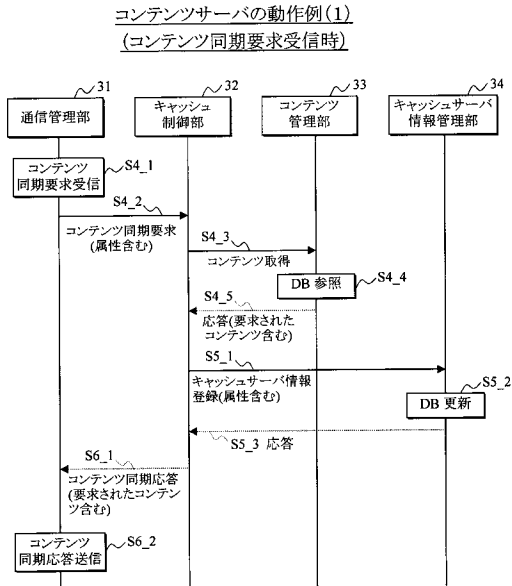 コンテンツサーバの動作例(1)
(コンテンツ同期要求受信時)
31
32
33
34
通信管理部
キャッシュ
制御部
コンテンツ
管理部
キャッシュサーバ
情報管理部
コンテンツ
同期要求受信
S4_1
S4_2
コンテンツ同期要求
(属性含む)
S4_3
コンテンツ取得
DB 参照
S4_4
S4_5
応答(要求された
コンテンツ含む)
S5_1
キャッシュサーバ情報
登録(属性含む)
S5_2
DB 更新
S5_3 応答
S6_1
コンテンツ同期応答
(要求されたコンテン
ツ含む)
コンテンツ
同期応答送信
S6_2